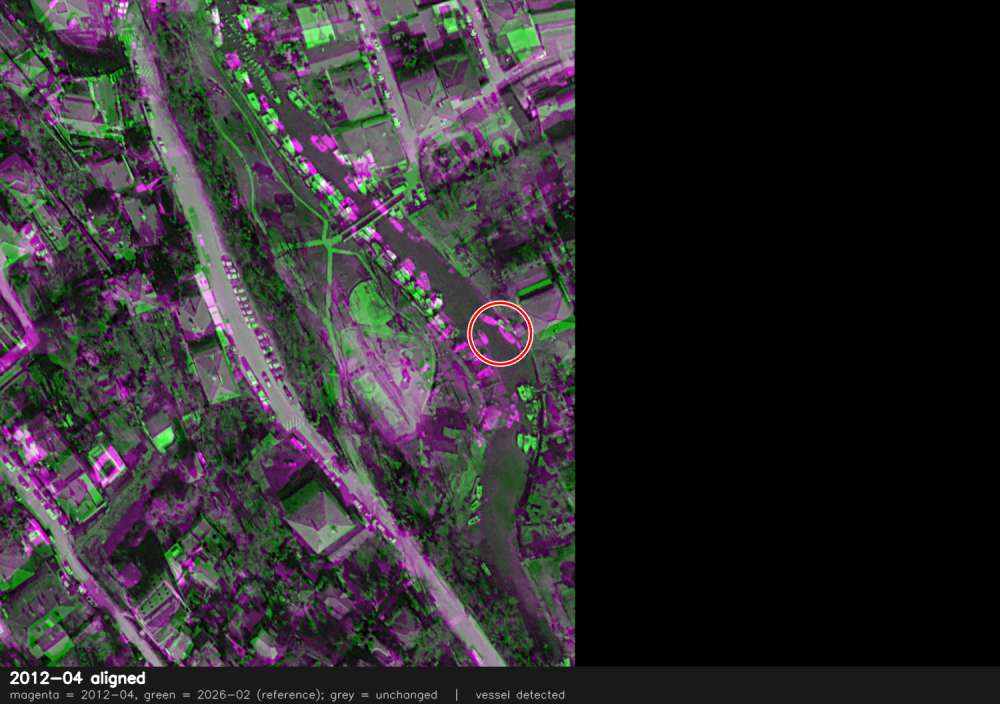 2012-04 aligned
magenta = 2012-04, green = 2026-02 (reference); grey = unchanged | vessel detected